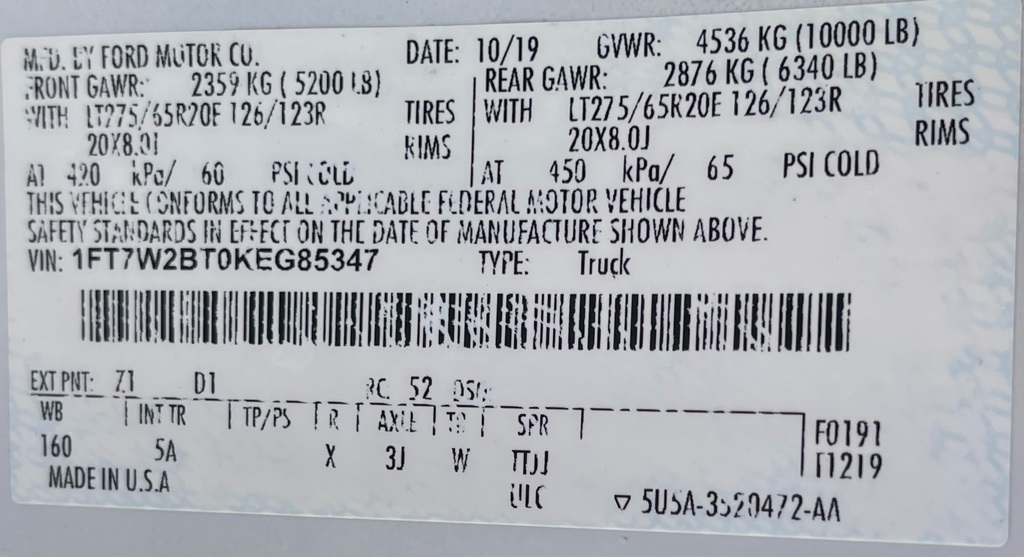 MFD. BY FORD MOTOR CO. DATE: 10/19 GVWR: 4536 KG (10000 LB)
FRONT GAWR: 2359 KG ( 5200 LB) REAR GAWR: 2876 KG ( 6340 LB)
WITH LT275/65R20E 126/123R TIRES WITH LT275/65R20E 126/123R TIRES
20X8.0J RIMS 20X8.0J RIMS
AT 420 kPa/ 60 PSI COLD AT 450 kPa/ 65 PSI COLD
THIS VEHICLE CONFORMS TO ALL APPLICABLE FEDERAL MOTOR VEHICLE
SAFETY STANDARDS IN EFFECT ON THE DATE OF MANUFACTURE SHOWN ABOVE.
VIN: 1FT7W2BT0KEG85347 TYPE: Truck
EXT PNT: Z1 D1 RC: 52 DSO:
WB INT TR TP/PS R AXLE TR SPR F0191
160 5A X 3J W TTJJ T1219
MADE IN U.S.A ▽ 5U5A-3520472-AA